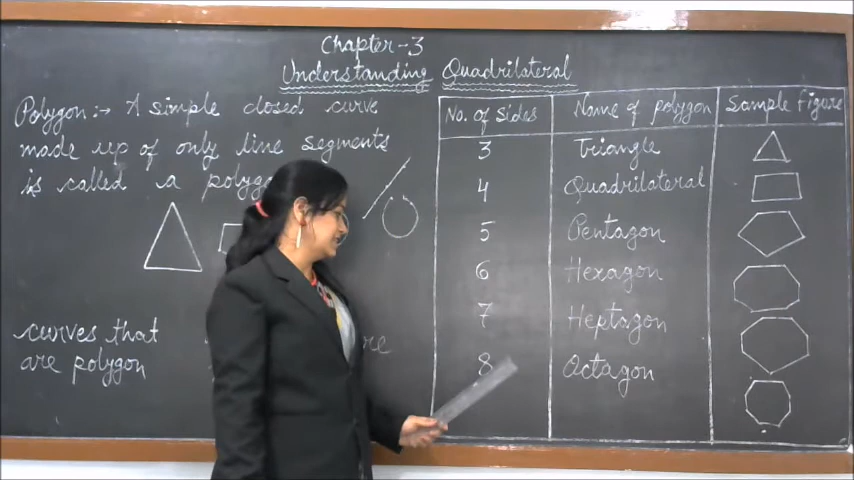 Chapter-3
Understanding Quadrilateral
Polygon :→ A simple closed curve
made up of only line segments
is called a
curves that
are polygon
No. of sides Name of polygon Sample figure
3 Triangle
4 Quadrilateral
5 Pentagon
6 Hexagon
7 Heptagon
8 Octagon